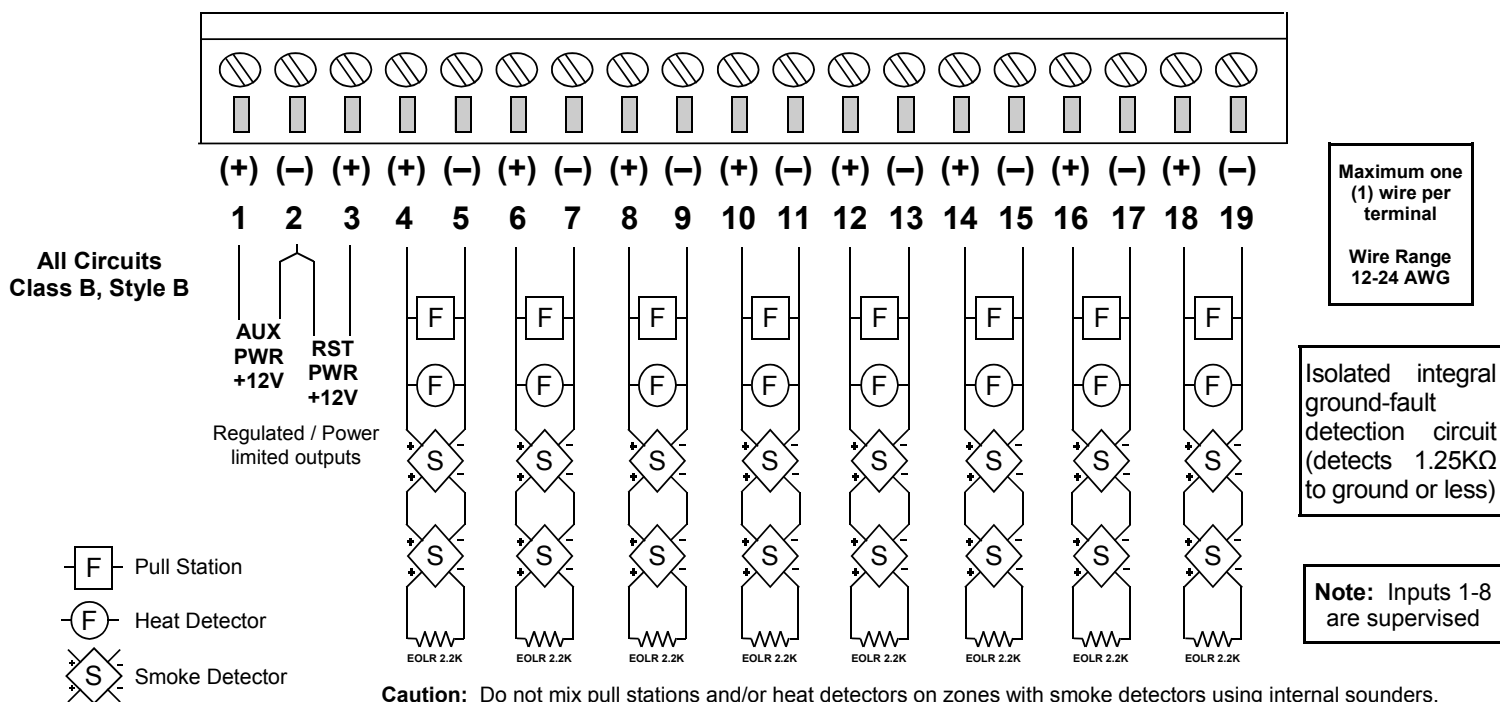 (+) (–) (+) (+) (–) (+) (–) (+) (–) (+) (–) (+) (–) (+) (–) (+) (–) (+) (–)
1 2 3 4 5 6 7 8 9 10 11 12 13 14 15 16 17 18 19
All Circuits
Class B, Style B
AUX
PWR
+12V
RST
PWR
+12V
Regulated / Power
limited outputs
F F F F F F F F
F F F F F F F F
+ - + - + - + - + - + - + - + -
S S S S S S S S
+ - + - + - + - + - + - + - + -
+ - + - + - + - + - + - + - + -
S S S S S S S S
+ - + - + - + - + - + - + - + -
EOLR 2.2K EOLR 2.2K EOLR 2.2K EOLR 2.2K EOLR 2.2K EOLR 2.2K EOLR 2.2K EOLR 2.2K
Maximum one
(1) wire per
terminal
Wire Range
12-24 AWG
Isolated integral
ground-fault
detection circuit
(detects 1.25KΩ
to ground or less)
Note: Inputs 1-8
are supervised
F Pull Station
F Heat Detector
+ -
S Smoke Detector
+ -
Caution: Do not mix pull stations and/or heat detectors on zones with smoke detectors using internal sounders.